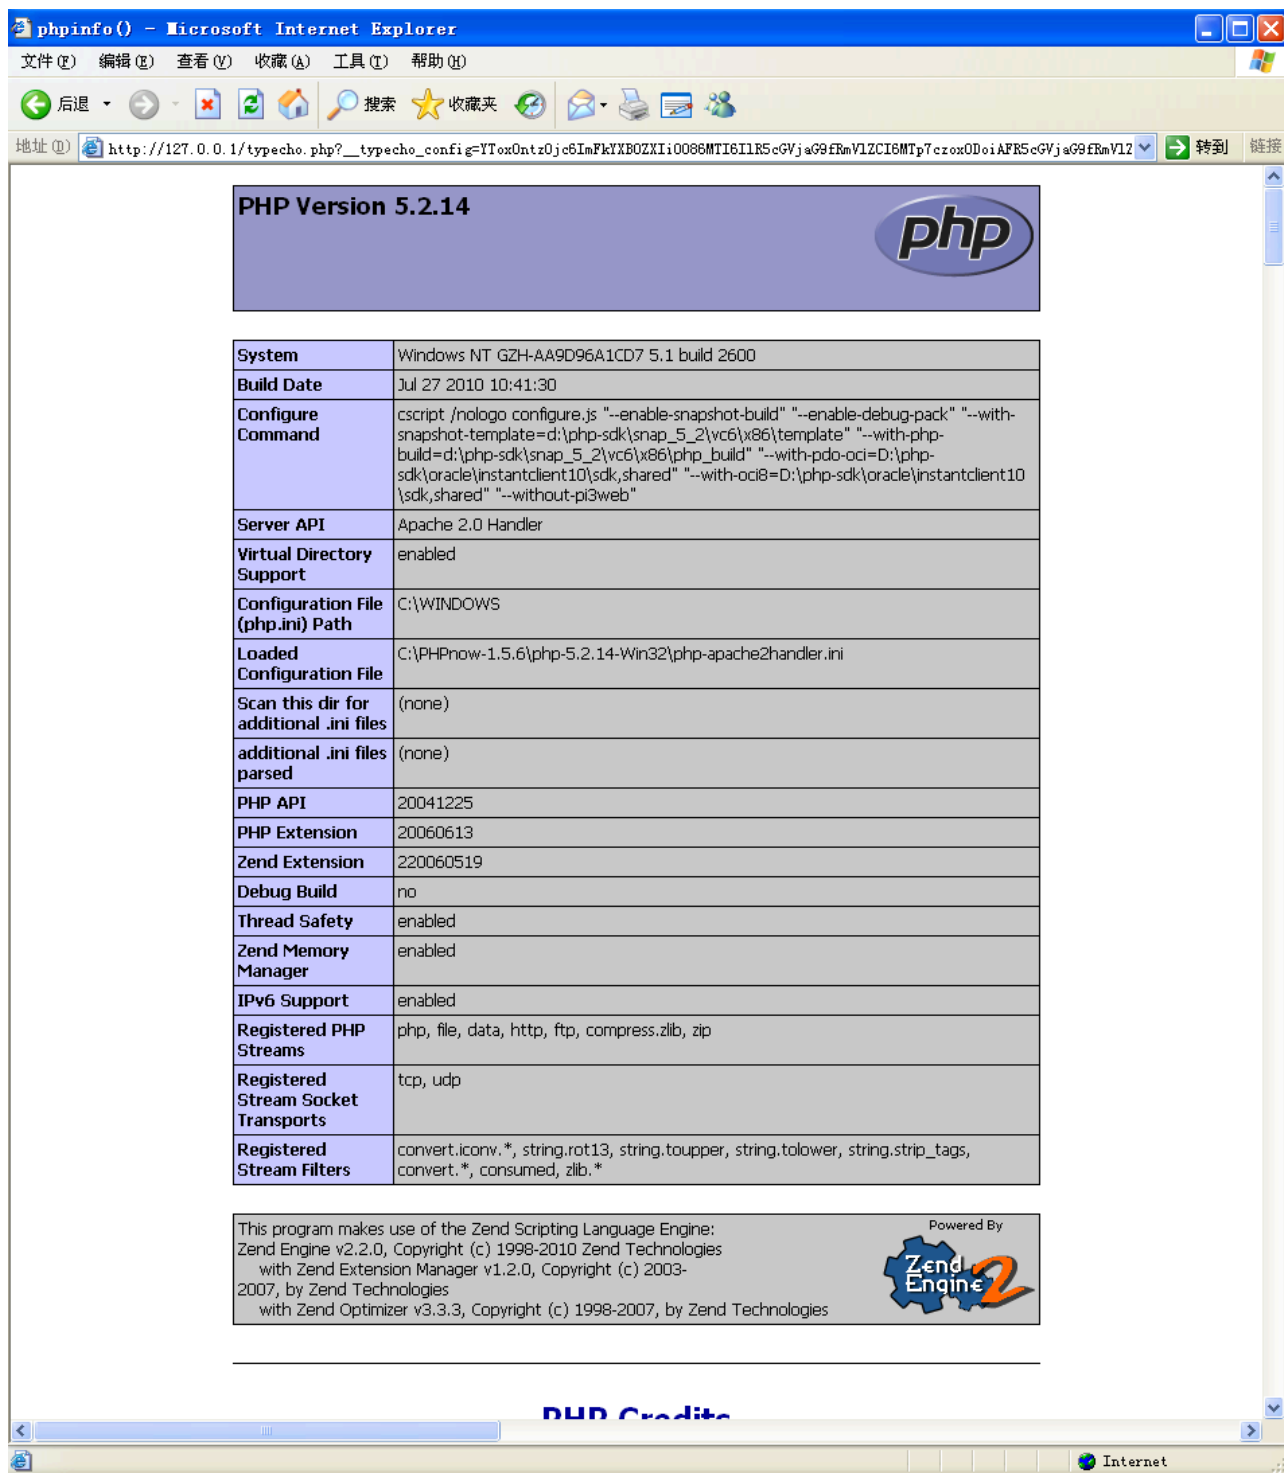 phpinfo() - Microsoft Internet Explorer
文件(F) 编辑(E) 查看(V) 收藏(A) 工具(T) 帮助(H)
后退 搜索 收藏夹
地址(D) http://127.0.0.1/typecho.php?__typecho_config=YToxOntzOjc6ImFkYXB0ZXIiO086MTI6IlR5cGVjaG9fRmVlZCI6MTp7czoxODoiAFR5cGVjaG9fRmVlZ 转到 链接
PHP Version 5.2.14
php
System Windows NT GZH-AA9D96A1CD7 5.1 build 2600
Build Date Jul 27 2010 10:41:30
Configure cscript /nologo configure.js "--enable-snapshot-build" "--enable-debug-pack" "--with-
Command snapshot-template=d:\php-sdk\snap_5_2\vc6\x86\template" "--with-php-
build=d:\php-sdk\snap_5_2\vc6\x86\php_build" "--with-pdo-oci=D:\php-
sdk\oracle\instantclient10\sdk,shared" "--with-oci8=D:\php-sdk\oracle\instantclient10
\sdk,shared" "--without-pi3web"
Server API Apache 2.0 Handler
Virtual Directory enabled
Support
Configuration File C:\WINDOWS
(php.ini) Path
Loaded C:\PHPnow-1.5.6\php-5.2.14-Win32\php-apache2handler.ini
Configuration File
Scan this dir for (none)
additional .ini files
additional .ini files (none)
parsed
PHP API 20041225
PHP Extension 20060613
Zend Extension 220060519
Debug Build no
Thread Safety enabled
Zend Memory enabled
Manager
IPv6 Support enabled
Registered PHP php, file, data, http, ftp, compress.zlib, zip
Streams
Registered tcp, udp
Stream Socket
Transports
Registered convert.iconv.*, string.rot13, string.toupper, string.tolower, string.strip_tags,
Stream Filters convert.*, consumed, zlib.*
This program makes use of the Zend Scripting Language Engine: Powered By
Zend Engine v2.2.0, Copyright (c) 1998-2010 Zend Technologies
with Zend Extension Manager v1.2.0, Copyright (c) 2003-
2007, by Zend Technologies
with Zend Optimizer v3.3.3, Copyright (c) 1998-2007, by Zend Technologies
Zend
Engine 2
PHP Credits
Internet